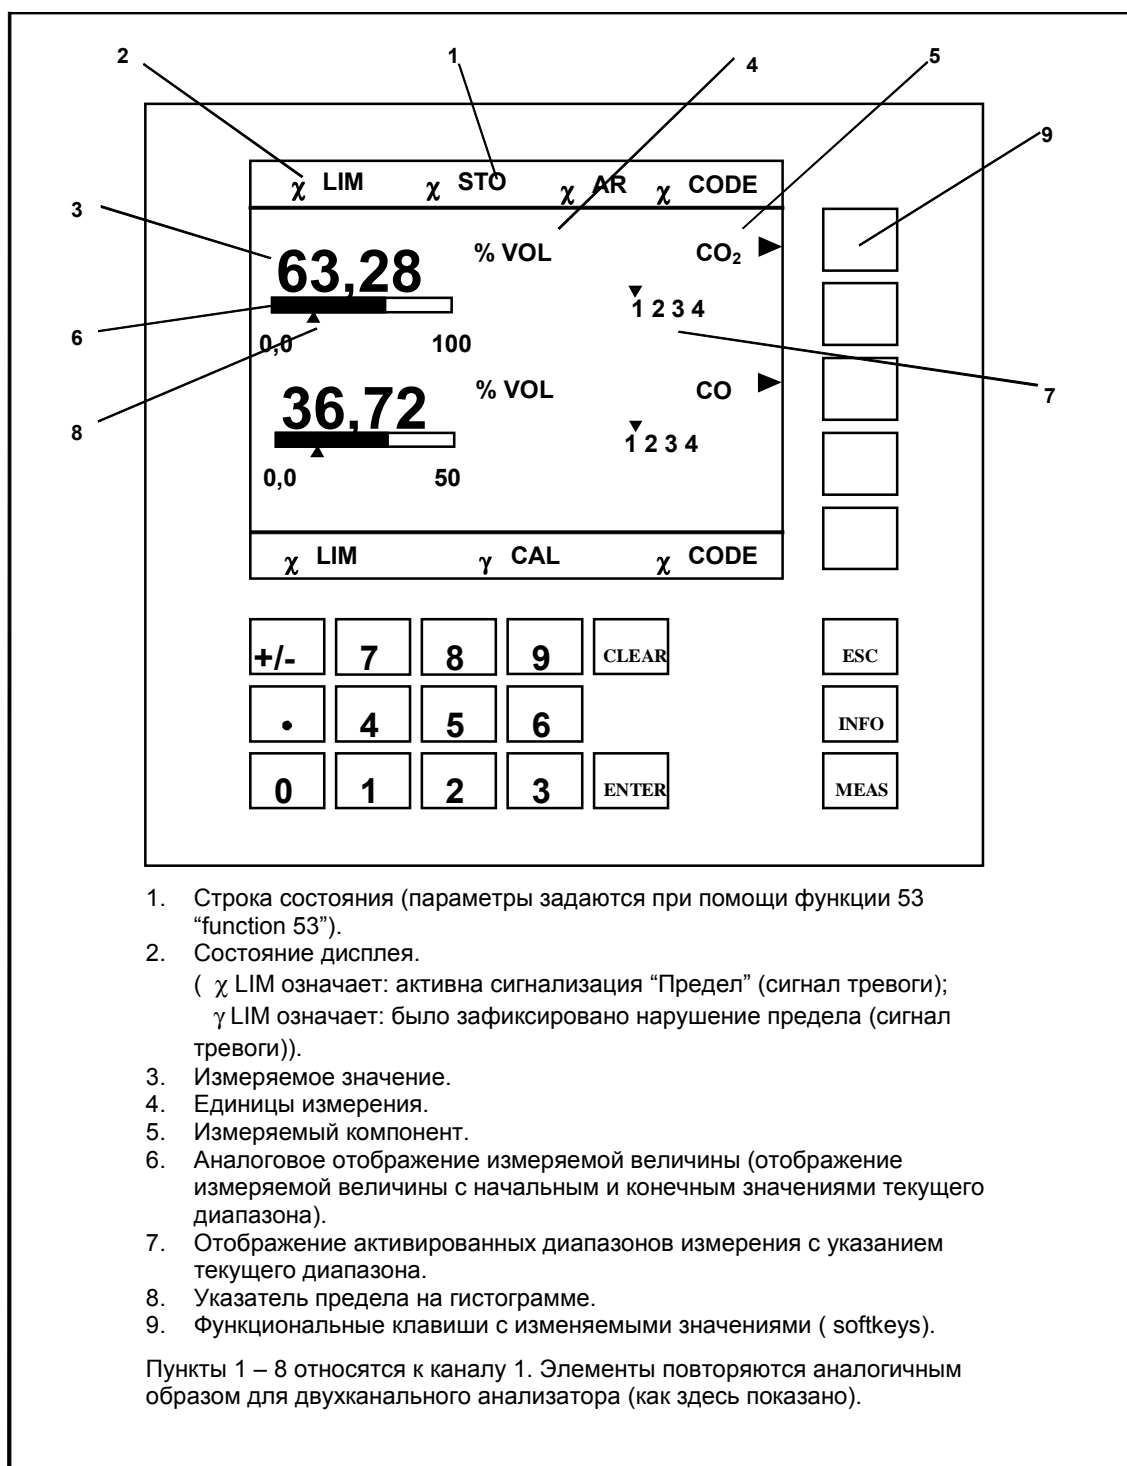 2 1 4 5
9
χ LIM χ STO χ AR χ CODE
3
63,28 % VOL CO₂
1 2 3 4
6
0,0 100
36,72 % VOL CO
7
8
1 2 3 4
0,0 50
χ LIM γ CAL χ CODE
+/- 7 8 9 CLEAR ESC
• 4 5 6 INFO
0 1 2 3 ENTER MEAS
1. Строка состояния (параметры задаются при помощи функции 53
“function 53”).
2. Состояние дисплея.
( χ LIM означает: активна сигнализация “Предел” (сигнал тревоги);
γ LIM означает: было зафиксировано нарушение предела (сигнал
тревоги)).
3. Измеряемое значение.
4. Единицы измерения.
5. Измеряемый компонент.
6. Аналоговое отображение измеряемой величины (отображение
измеряемой величины с начальным и конечным значениями текущего
диапазона).
7. Отображение активированных диапазонов измерения с указанием
текущего диапазона.
8. Указатель предела на гистограмме.
9. Функциональные клавиши с изменяемыми значениями ( softkeys).
Пункты 1 – 8 относятся к каналу 1. Элементы повторяются аналогичным
образом для двухканального анализатора (как здесь показано).